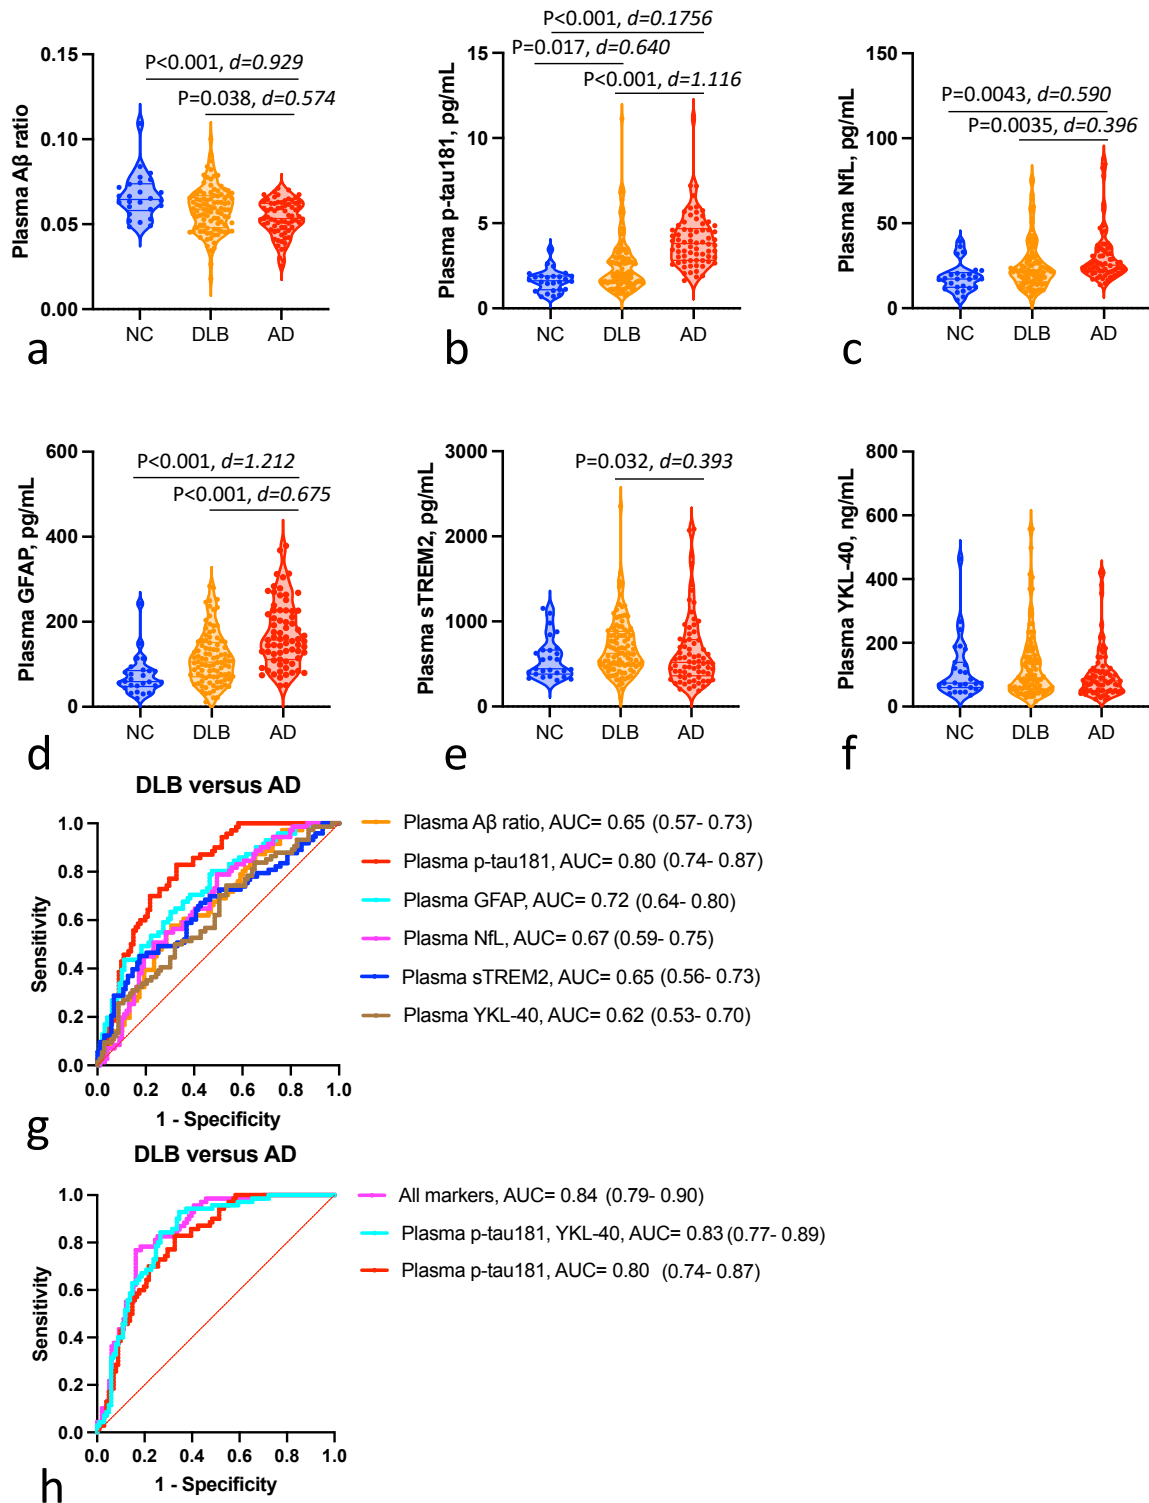 P<0.001, d=0.929
P=0.038, d=0.574
0.15
0.10
0.05
0.00
Plasma Aβ ratio
NC DLB AD
a
P<0.001, d=0.1756
P=0.017, d=0.640
P<0.001, d=1.116
15
10
5
0
Plasma p-tau181, pg/mL
NC DLB AD
b
P=0.0043, d=0.590
P=0.0035, d=0.396
150
100
50
0
Plasma NfL, pg/mL
NC DLB AD
c
P<0.001, d=1.212
P<0.001, d=0.675
600
400
200
0
Plasma GFAP, pg/mL
NC DLB AD
d
P=0.032, d=0.393
3000
2000
1000
0
Plasma sTREM2, pg/mL
NC DLB AD
e
800
600
400
200
0
Plasma YKL-40, ng/mL
NC DLB AD
f
DLB versus AD
1.0
0.8
0.6
0.4
0.2
0.0
Sensitivity
0.0 0.2 0.4 0.6 0.8 1.0
1 - Specificity
Plasma Aβ ratio, AUC= 0.65 (0.57- 0.73)
Plasma p-tau181, AUC= 0.80 (0.74- 0.87)
Plasma GFAP, AUC= 0.72 (0.64- 0.80)
Plasma NfL, AUC= 0.67 (0.59- 0.75)
Plasma sTREM2, AUC= 0.65 (0.56- 0.73)
Plasma YKL-40, AUC= 0.62 (0.53- 0.70)
g
DLB versus AD
1.0
0.8
0.6
0.4
0.2
0.0
Sensitivity
0.0 0.2 0.4 0.6 0.8 1.0
1 - Specificity
All markers, AUC= 0.84 (0.79- 0.90)
Plasma p-tau181, YKL-40, AUC= 0.83 (0.77- 0.89)
Plasma p-tau181, AUC= 0.80 (0.74- 0.87)
h